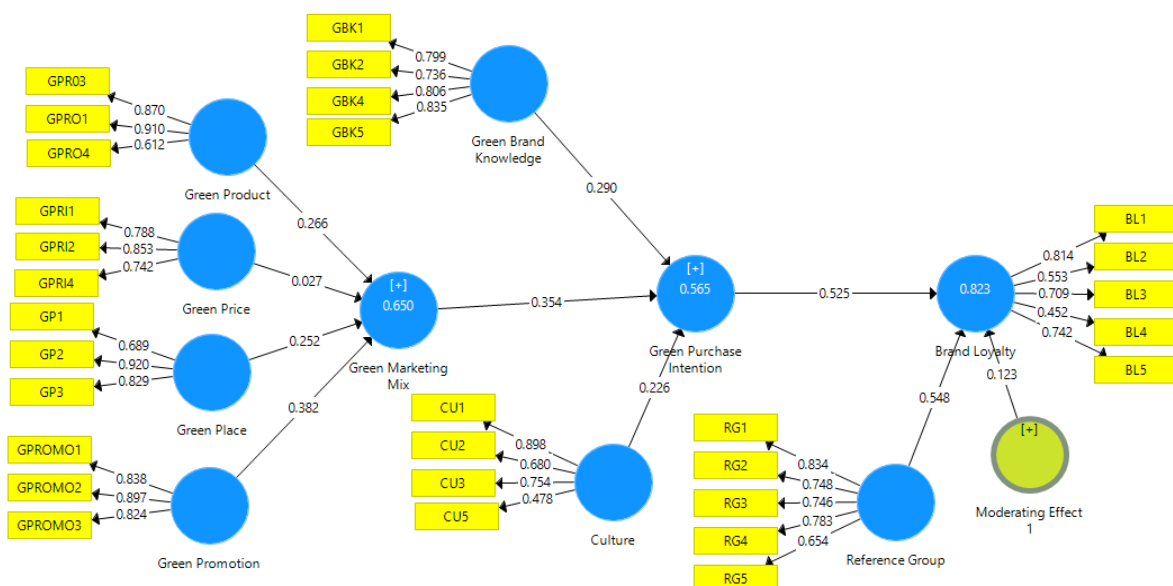 GPR03
GPRO1
GPRO4
0.870
0.910
0.612
Green Product
0.266
GPRI1
GPRI2
GPRI4
0.788
0.853
0.742
Green Price
0.027
GP1
GP2
GP3
0.689
0.920
0.829
Green Place
0.252
GPROMO1
GPROMO2
GPROMO3
0.838
0.897
0.824
Green Promotion
0.382
[+]
0.650
Green Marketing
Mix
0.354
GBK1
GBK2
GBK4
GBK5
0.799
0.736
0.806
0.835
Green Brand
Knowledge
0.290
CU1
CU2
CU3
CU5
0.898
0.680
0.754
0.478
Culture
0.226
[+]
0.565
Green Purchase
Intention
0.525
RG1
RG2
RG3
RG4
RG5
0.834
0.748
0.746
0.783
0.654
Reference Group
0.548
0.823
Brand Loyalty
0.814
0.553
0.709
0.452
0.742
BL1
BL2
BL3
BL4
BL5
0.123
[+]
Moderating Effect
1